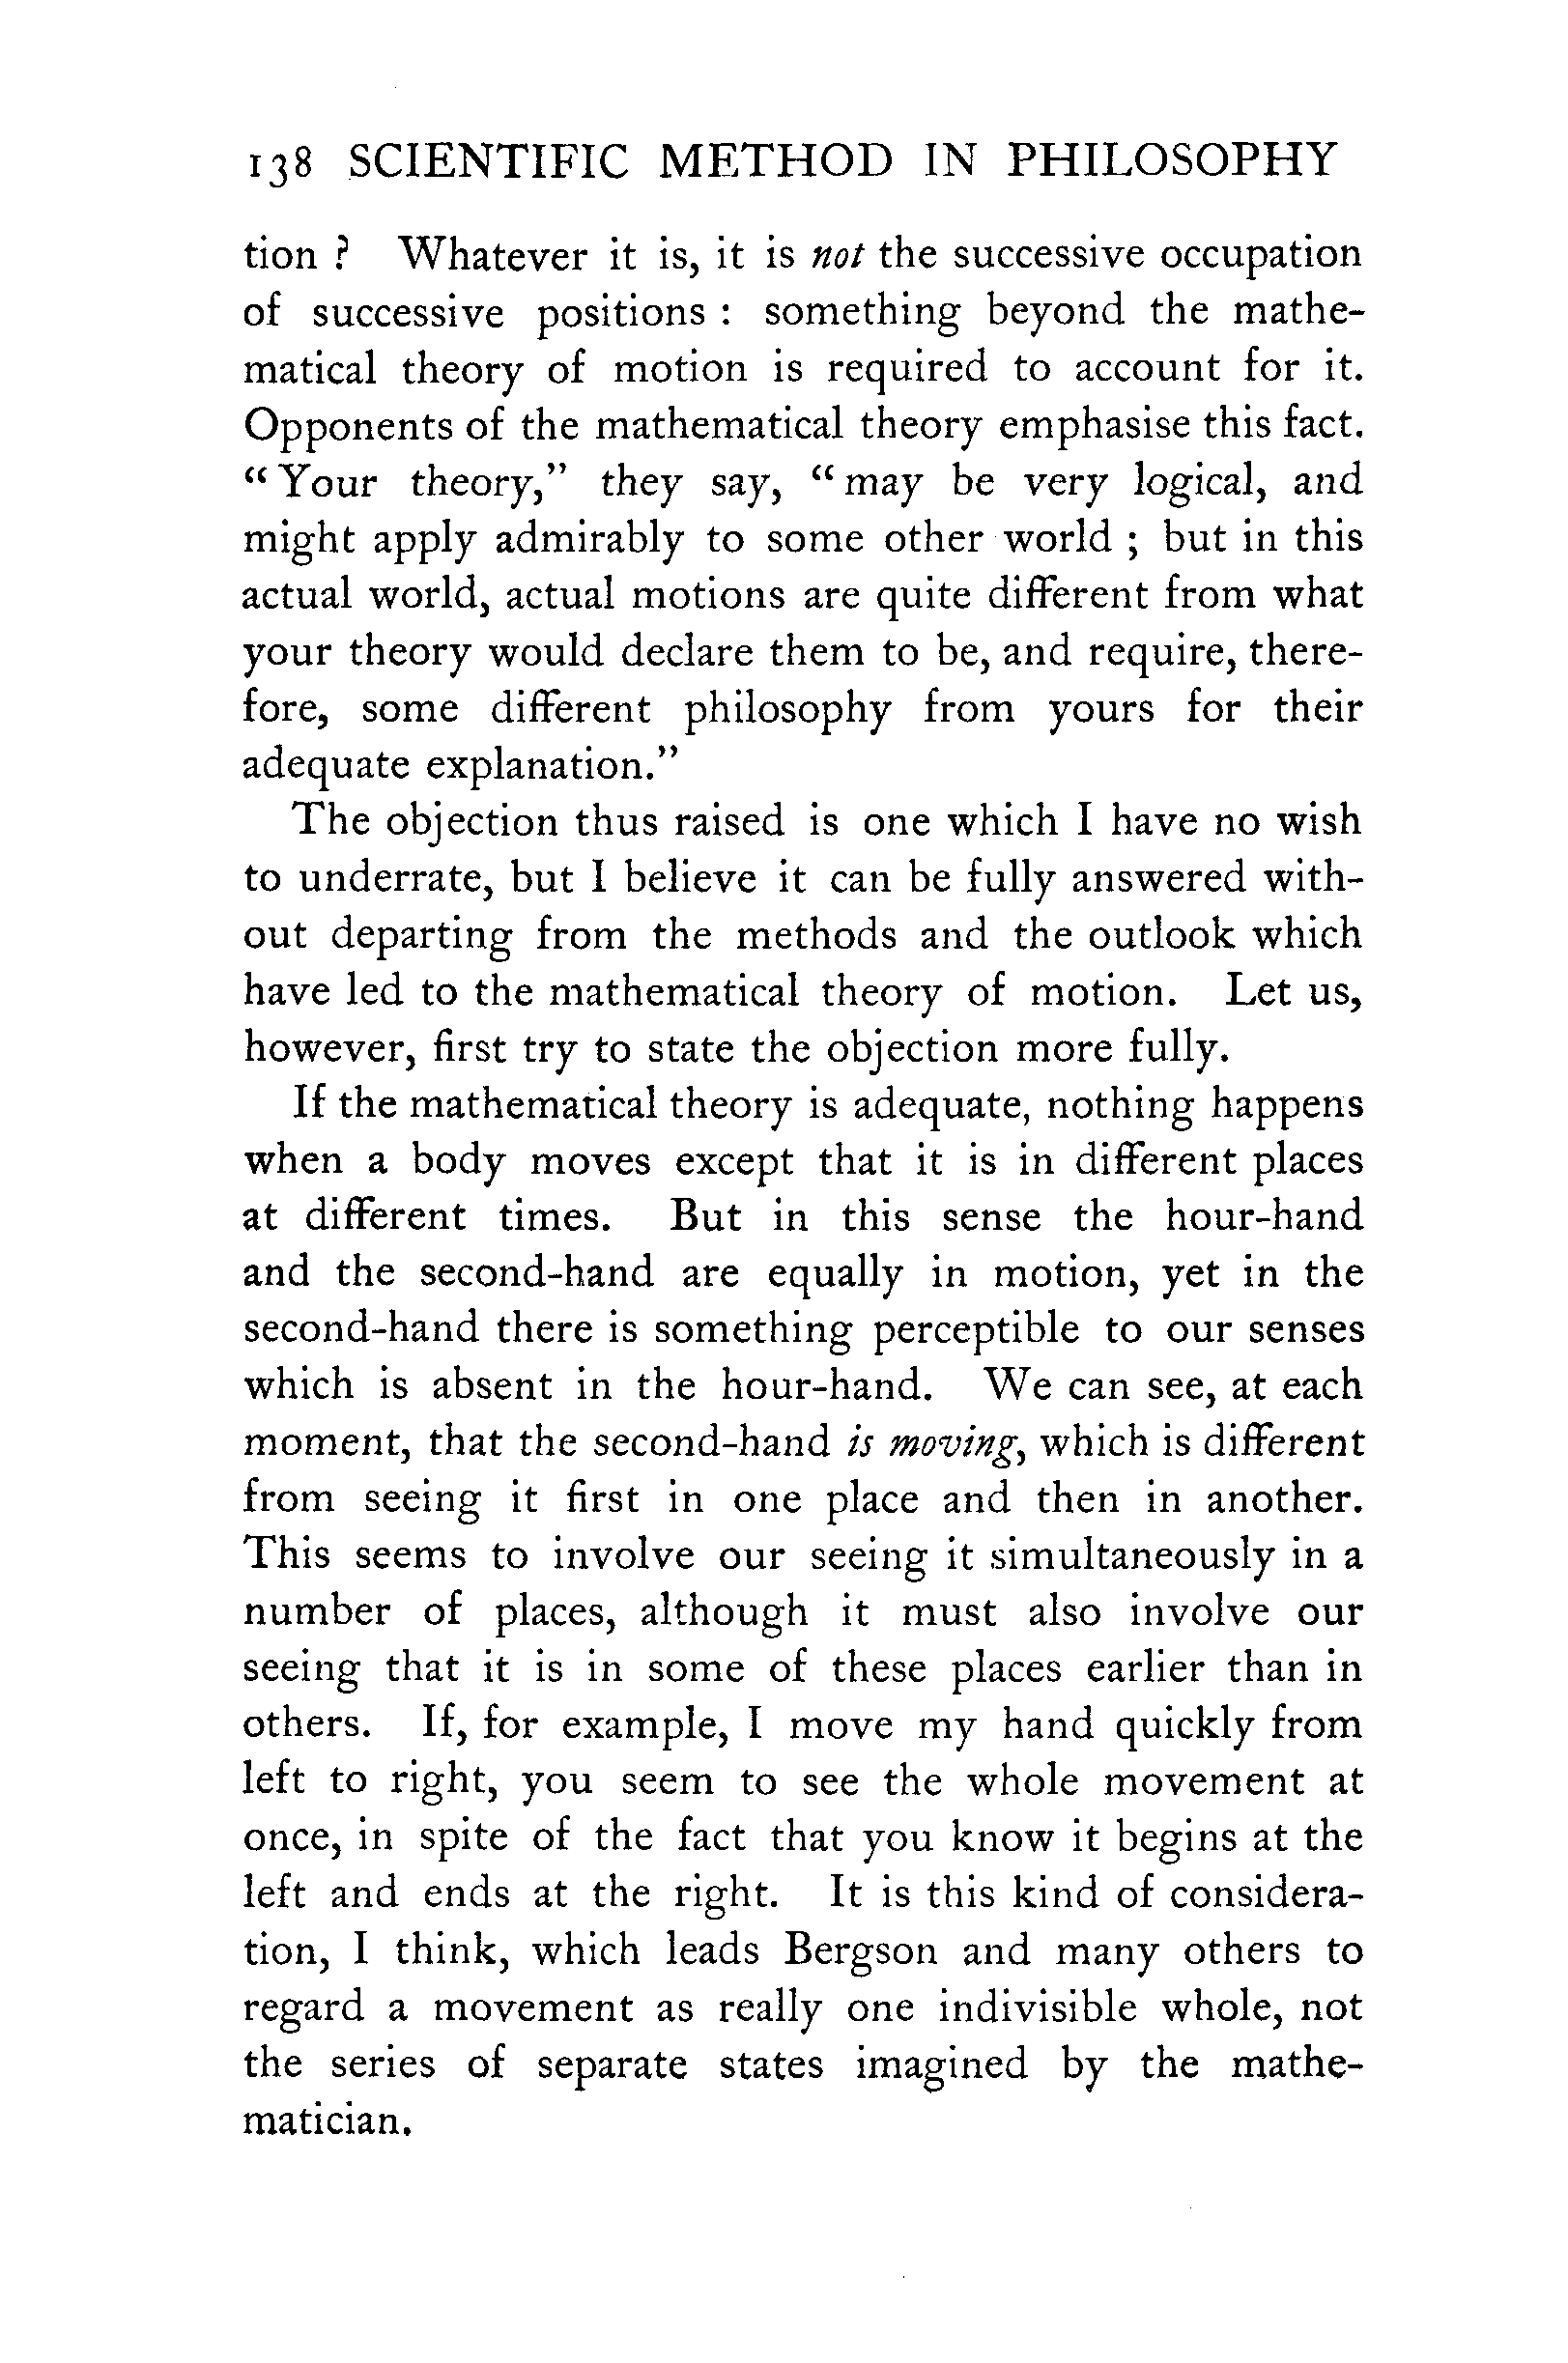 138 SCIENTIFIC METHOD IN PHILOSOPHY
tion ? Whatever it is, it is not the successive occupation
of successive positions : something beyond the mathe-
matical theory of motion is required to account for it.
Opponents of the mathematical theory emphasise this fact.
“ Your theory,” they say, “ may be very logical, and
might apply admirably to some other world ; but in this
actual world, actual motions are quite different from what
your theory would declare them to be, and require, there-
fore, some different philosophy from yours for their
adequate explanation.”
The objection thus raised is one which I have no wish
to underrate, but I believe it can be fully answered with-
out departing from the methods and the outlook which
have led to the mathematical theory of motion. Let us,
however, first try to state the objection more fully.
If the mathematical theory is adequate, nothing happens
when a body moves except that it is in different places
at different times. But in this sense the hour-hand
and the second-hand are equally in motion, yet in the
second-hand there is something perceptible to our senses
which is absent in the hour-hand. We can see, at each
moment, that the second-hand is moving, which is different
from seeing it first in one place and then in another.
This seems to involve our seeing it simultaneously in a
number of places, although it must also involve our
seeing that it is in some of these places earlier than in
others. If, for example, I move my hand quickly from
left to right, you seem to see the whole movement at
once, in spite of the fact that you know it begins at the
left and ends at the right. It is this kind of considera-
tion, I think, which leads Bergson and many others to
regard a movement as really one indivisible whole, not
the series of separate states imagined by the mathe-
matician.